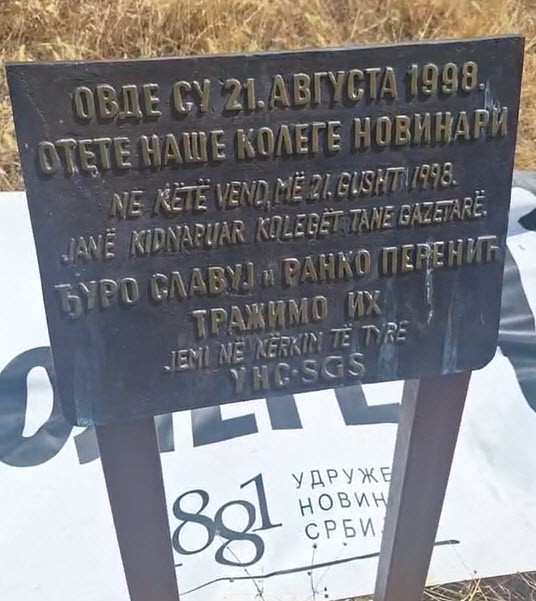 ОВДЕ СУ 21. АВГУСТА 1998.
ОТЕТЕ НАШЕ КОЛЕГЕ НОВИНАРИ
NË KËTË VEND, MË 21. GUSHT 1998.
JANË KIDNAPUAR KOLEGËT TANË GAZETARË.
ЂУРО СЛАВУЈ и РАНКО ПЕРЕНИЋ
ТРАЖИМО ИХ
JEMI NË KËRKIM TË TYRE
УНС·SGS
1881
УДРУЖЕ
НОВИН
СРБИЈ